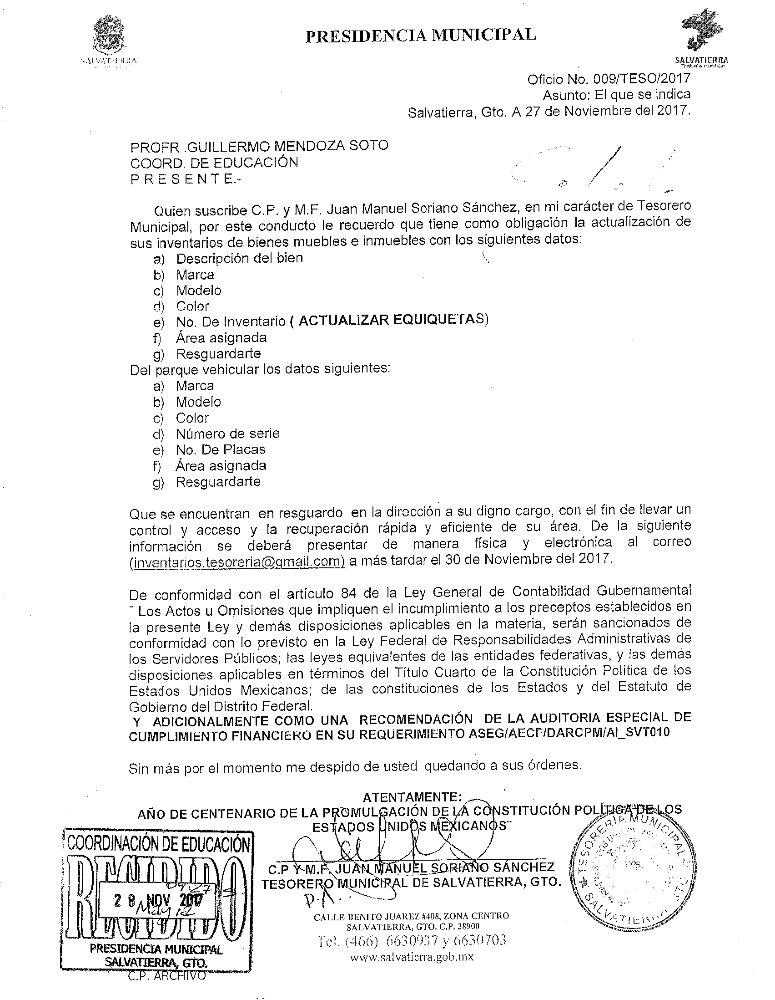 PRESIDENCIA MUNICIPAL
SALVATIERRA
SALVATIERRA
Trabaja contigo
Oficio No. 009/TESO/2017
Asunto: El que se indica
Salvatierra, Gto. A 27 de Noviembre del 2017.
PROFR .GUILLERMO MENDOZA SOTO
COORD. DE EDUCACIÓN
P R E S E N T E.-
Quien suscribe C.P. y M.F. Juan Manuel Soriano Sánchez, en mi carácter de Tesorero
Municipal, por este conducto le recuerdo que tiene como obligación la actualización de
sus inventarios de bienes muebles e inmuebles con los siguientes datos:
a) Descripción del bien
b) Marca
c) Modelo
d) Color
e) No. De Inventario ( ACTUALIZAR EQUIQUETAS)
f) Área asignada
g) Resguardarte
Del parque vehicular los datos siguientes:
a) Marca
b) Modelo
c) Color
d) Número de serie
e) No. De Placas
f) Área asignada
g) Resguardarte
Que se encuentran en resguardo en la dirección a su digno cargo, con el fin de llevar un
control y acceso y la recuperación rápida y eficiente de su área. De la siguiente
información se deberá presentar de manera física y electrónica al correo
(inventarios.tesoreria@gmail.com) a más tardar el 30 de Noviembre del 2017.
De conformidad con el artículo 84 de la Ley General de Contabilidad Gubernamental
¨ Los Actos u Omisiones que impliquen el incumplimiento a los preceptos establecidos en
la presente Ley y demás disposiciones aplicables en la materia, serán sancionados de
conformidad con lo previsto en la Ley Federal de Responsabilidades Administrativas de
los Servidores Públicos; las leyes equivalentes de las entidades federativas, y las demás
disposiciones aplicables en términos del Título Cuarto de la Constitución Política de los
Estados Unidos Mexicanos; de las constituciones de los Estados y del Estatuto de
Gobierno del Distrito Federal.
Y ADICIONALMENTE COMO UNA RECOMENDACIÓN DE LA AUDITORIA ESPECIAL DE
CUMPLIMIENTO FINANCIERO EN SU REQUERIMIENTO ASEG/AECF/DARCPM/AI_SVT010
Sin más por el momento me despido de usted quedando a sus órdenes.
ATENTAMENTE:
AÑO DE CENTENARIO DE LA PROMULGACIÓN DE LA CONSTITUCIÓN POLÍTICA DE LOS
ESTADOS UNIDOS MEXICANOS¨
C.P Y M.F. JUAN MANUEL SORIANO SÁNCHEZ
TESORERO MUNICIPAL DE SALVATIERRA, GTO.
P.A.
CALLE BENITO JUAREZ #408, ZONA CENTRO
SALVATIERRA, GTO. C.P. 38900
Tel. (466) 6630937 y 6630703
www.salvatierra.gob.mx
COORDINACIÓN DE EDUCACIÓN
RECIBIDO
28 NOV 2017
PRESIDENCIA MUNICIPAL
SALVATIERRA, GTO.
C.P. ARCHIVO
TESORERIA MUNICIPAL
SALVATIERRA